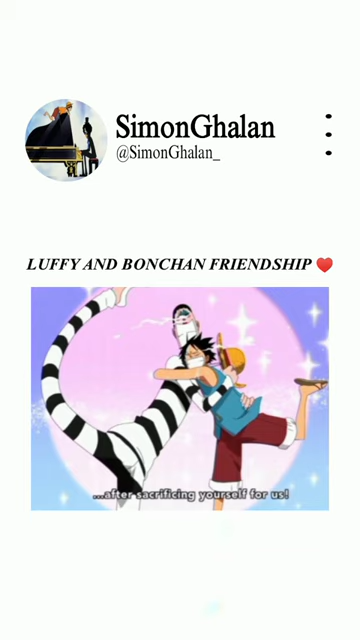 SimonGhalan
@SimonGhalan_
LUFFY AND BONCHAN FRIENDSHIP ♥️
...after sacrificing yourself for us!